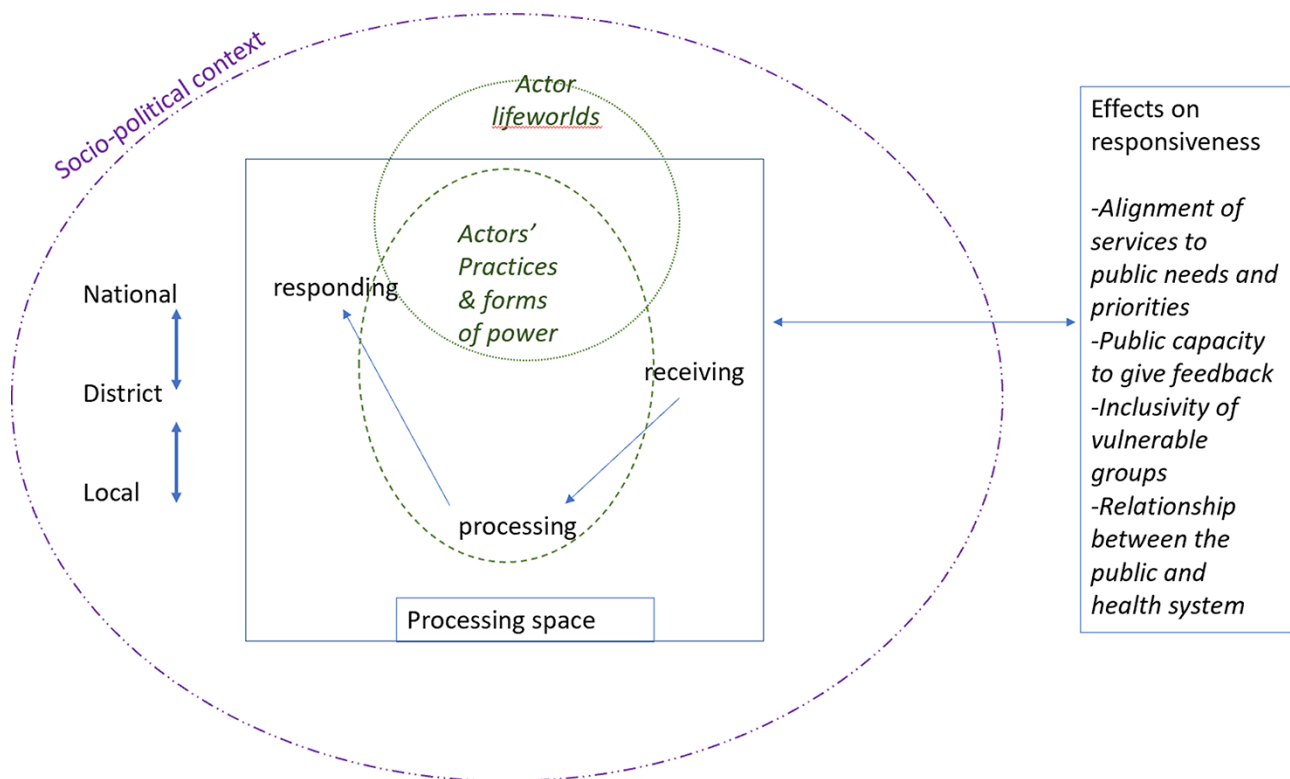 Socio-political context
Actor
lifeworlds
Actors’
Practices
& forms
of power
responding
receiving
processing
Processing space
National
District
Local
Effects on
responsiveness
-Alignment of
services to
public needs and
priorities
-Public capacity
to give feedback
-Inclusivity of
vulnerable
groups
-Relationship
between the
public and
health system